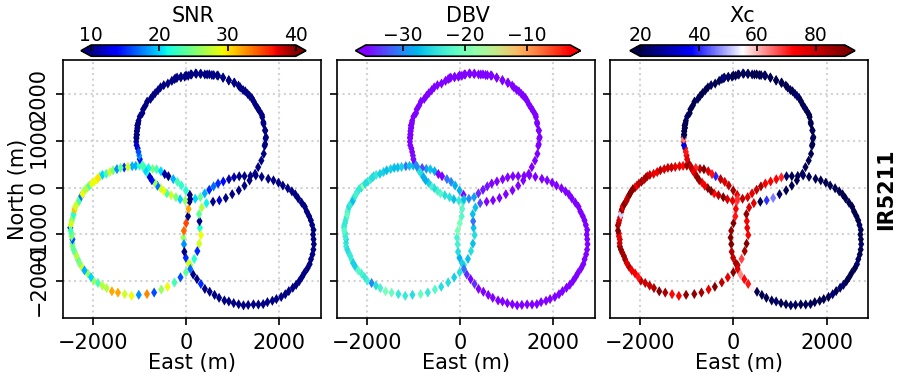 SNR DBV Xc
10 20 30 40 −30 −20 −10 20 40 60 80
North (m)
2000
1000
0
−1000
−2000
IR5211
−2000 0 2000 −2000 0 2000 −2000 0 2000
East (m) East (m) East (m)